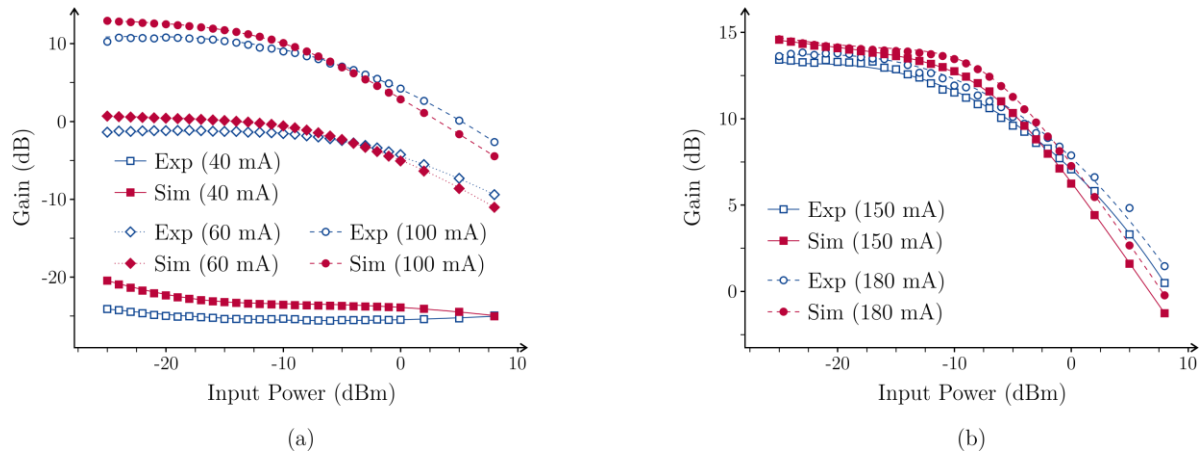 10
0
-10
-20
Gain (dB)
Exp (40 mA)
Sim (40 mA)
Exp (60 mA)
Sim (60 mA)
Exp (100 mA)
Sim (100 mA)
-20
-10
0
10
Input Power (dBm)
(a)
15
10
5
0
Gain (dB)
Exp (150 mA)
Sim (150 mA)
Exp (180 mA)
Sim (180 mA)
-20
-10
0
10
Input Power (dBm)
(b)